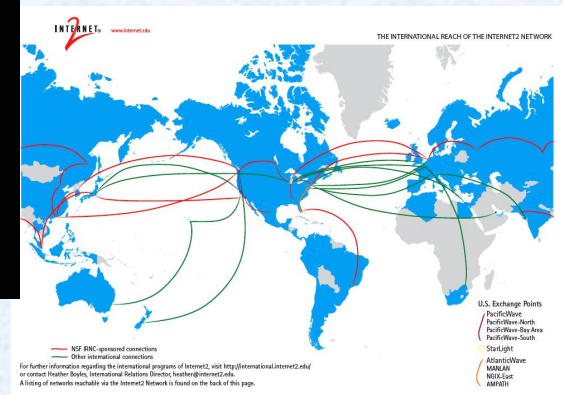 INTERNET® www.internet.edu
2
THE INTERNATIONAL REACH OF THE INTERNET2 NETWORK
U.S. Exchange Points
PacificWave
PacificWave-North
PacificWave-Bay Area
PacificWave-South
StarLight
AtlanticWave
MANLAN
NGIX-East
AMPATH
NSF IRNC-sponsored connections
Other international connections
For further information regarding the international programs of Internet2, visit http://international.internet2.edu/
or contact Heather Boyles, International Relations Director, heather@internet2.edu.
A listing of networks reachable via the Internet2 Network is found on the back of this page.